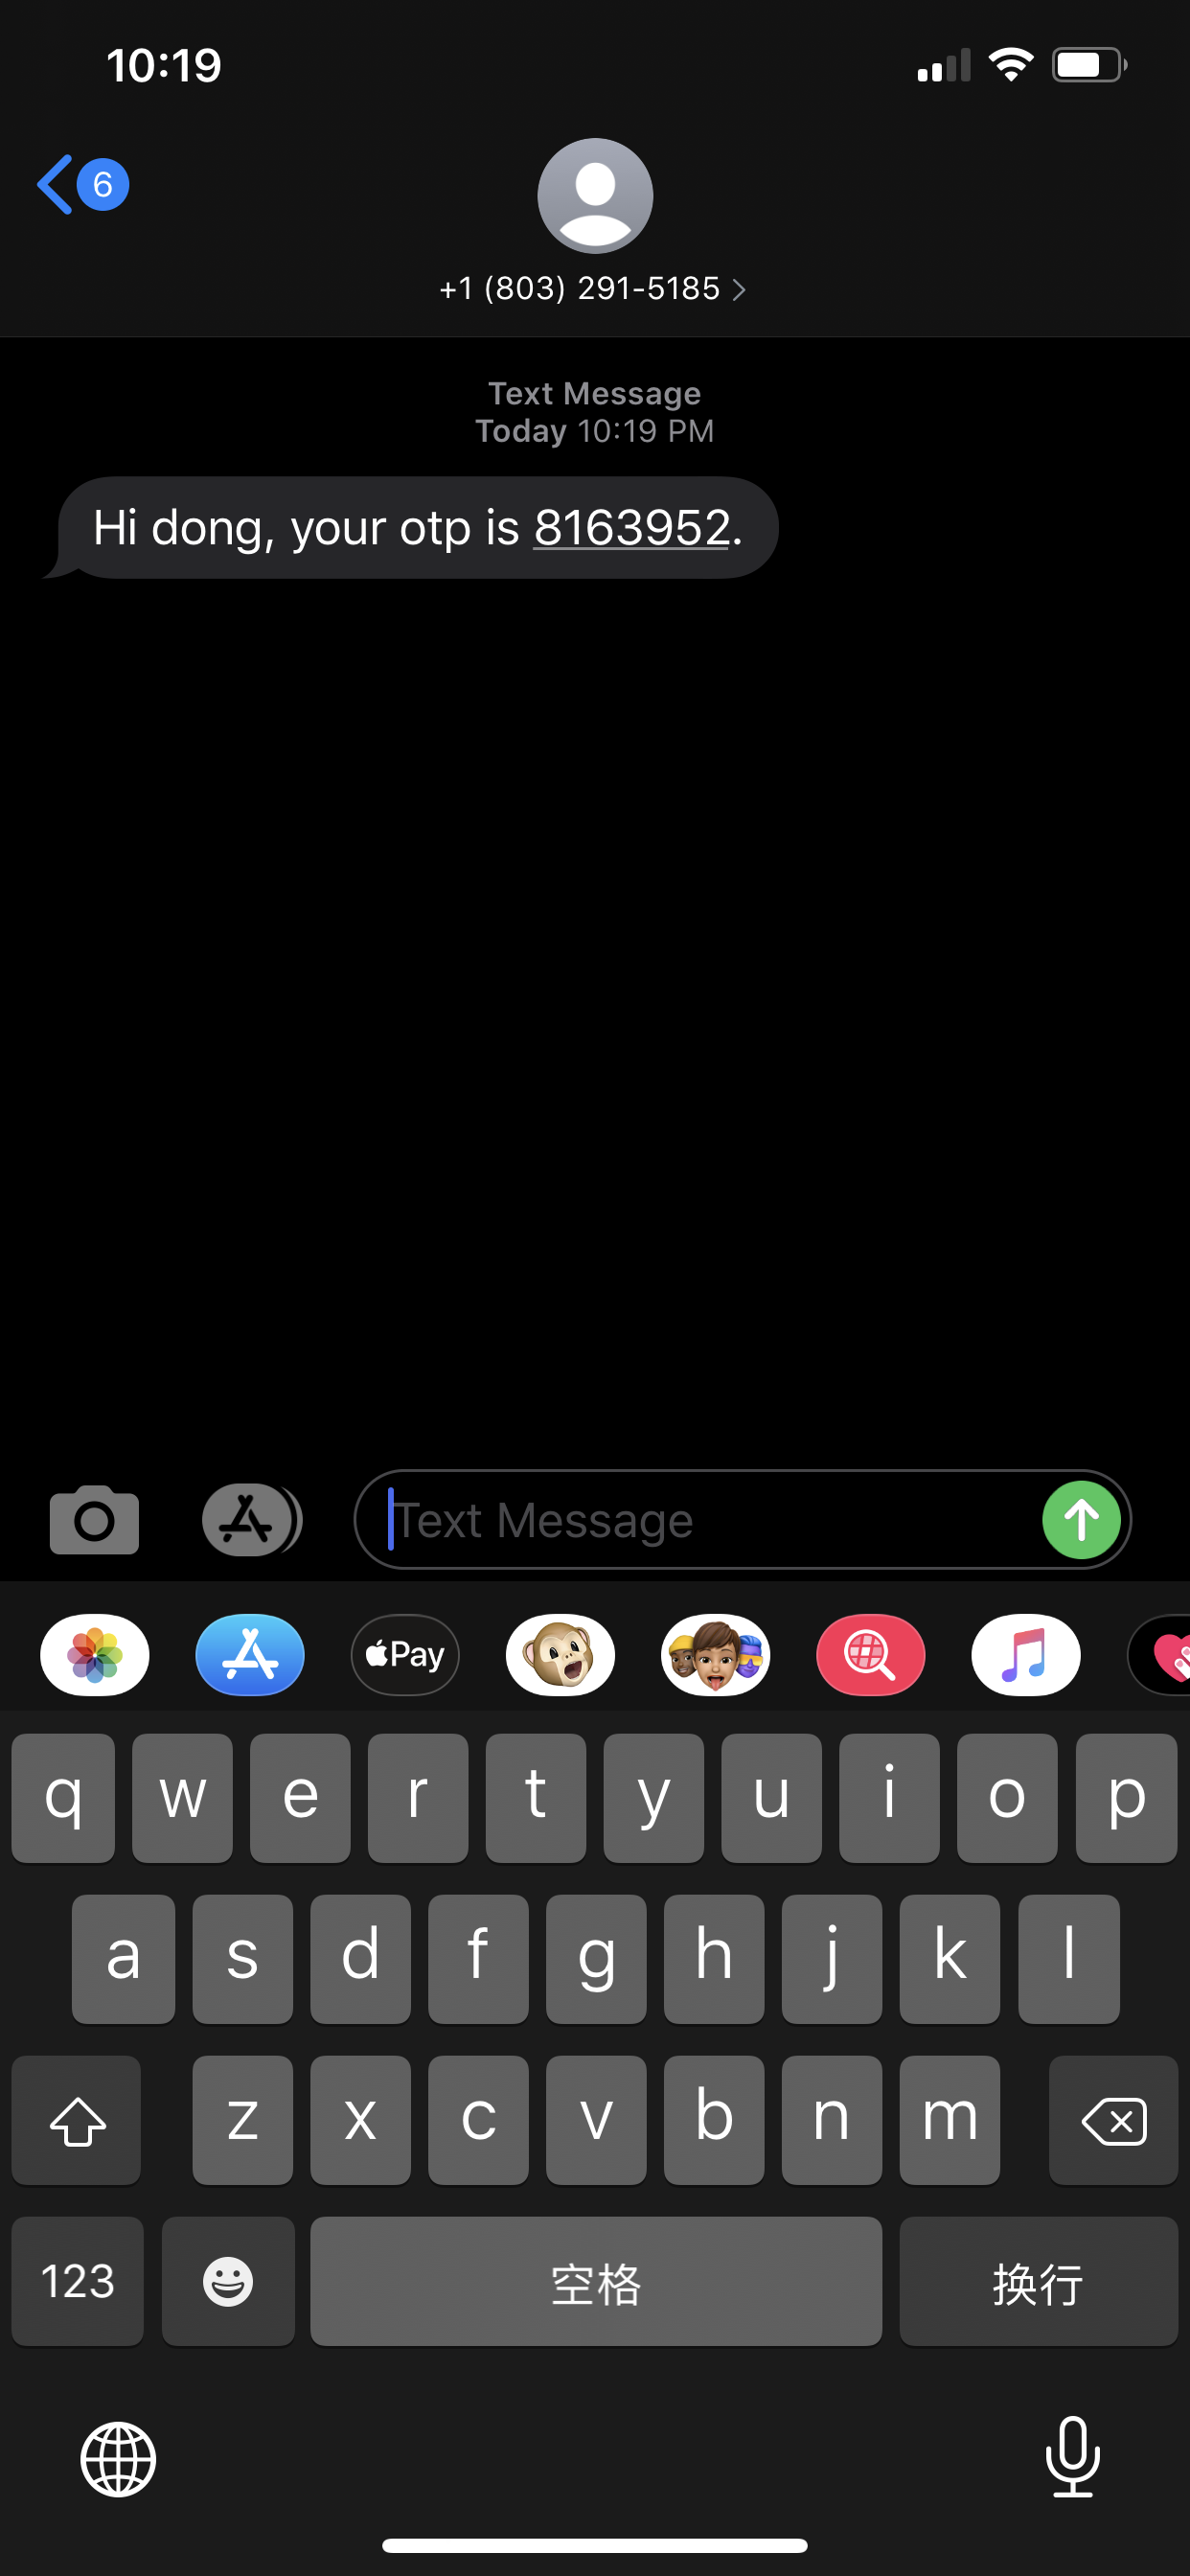 10:19
6
+1 (803) 291-5185
Text Message
Today 10:19 PM
Hi dong, your otp is 8163952.
Text Message
Pay
q w e r t y u i o p
a s d f g h j k l
z x c v b n m
123 空格 换行